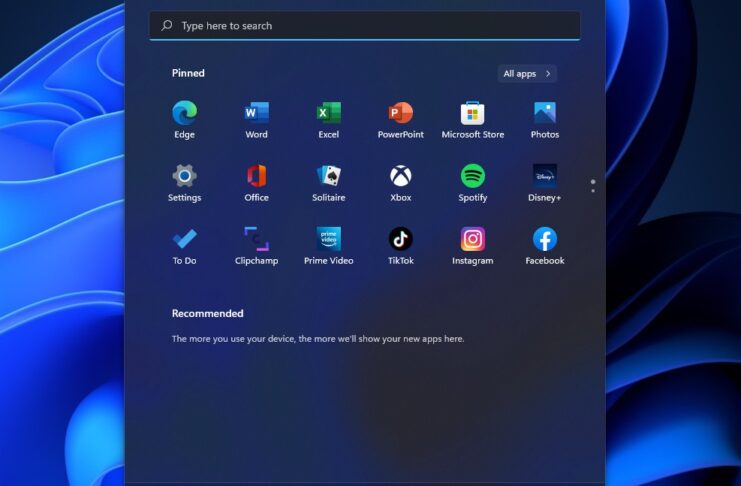 Type here to search
Pinned
All apps
Edge
Word
Excel
PowerPoint
Microsoft Store
Photos
Settings
Office
Solitaire
Xbox
Spotify
Disney+
To Do
Clipchamp
Prime Video
TikTok
Instagram
Facebook
Recommended
The more you use your device, the more we'll show your new apps here.